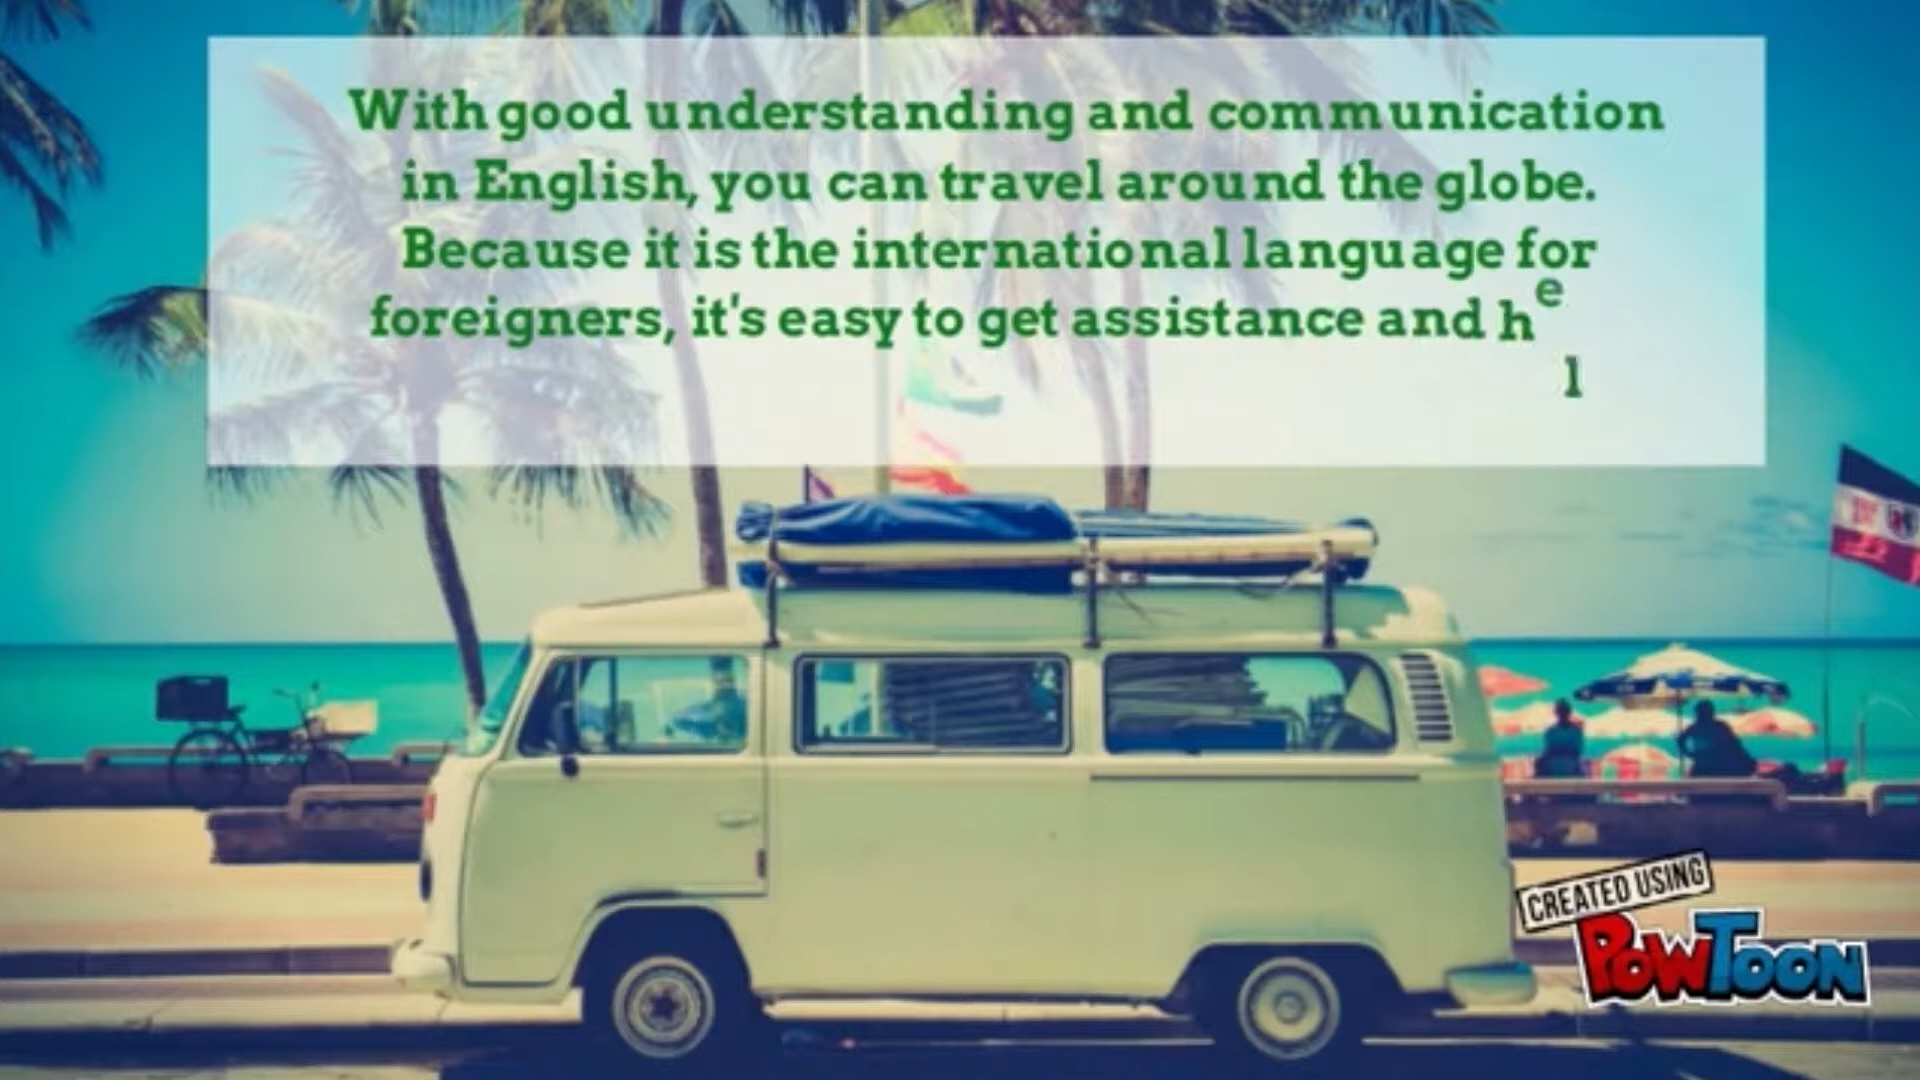 With good understanding and communication
in English, you can travel around the globe.
Because it is the international language for
foreigners, it's easy to get assistance and hel
CREATED USING
POWTOON